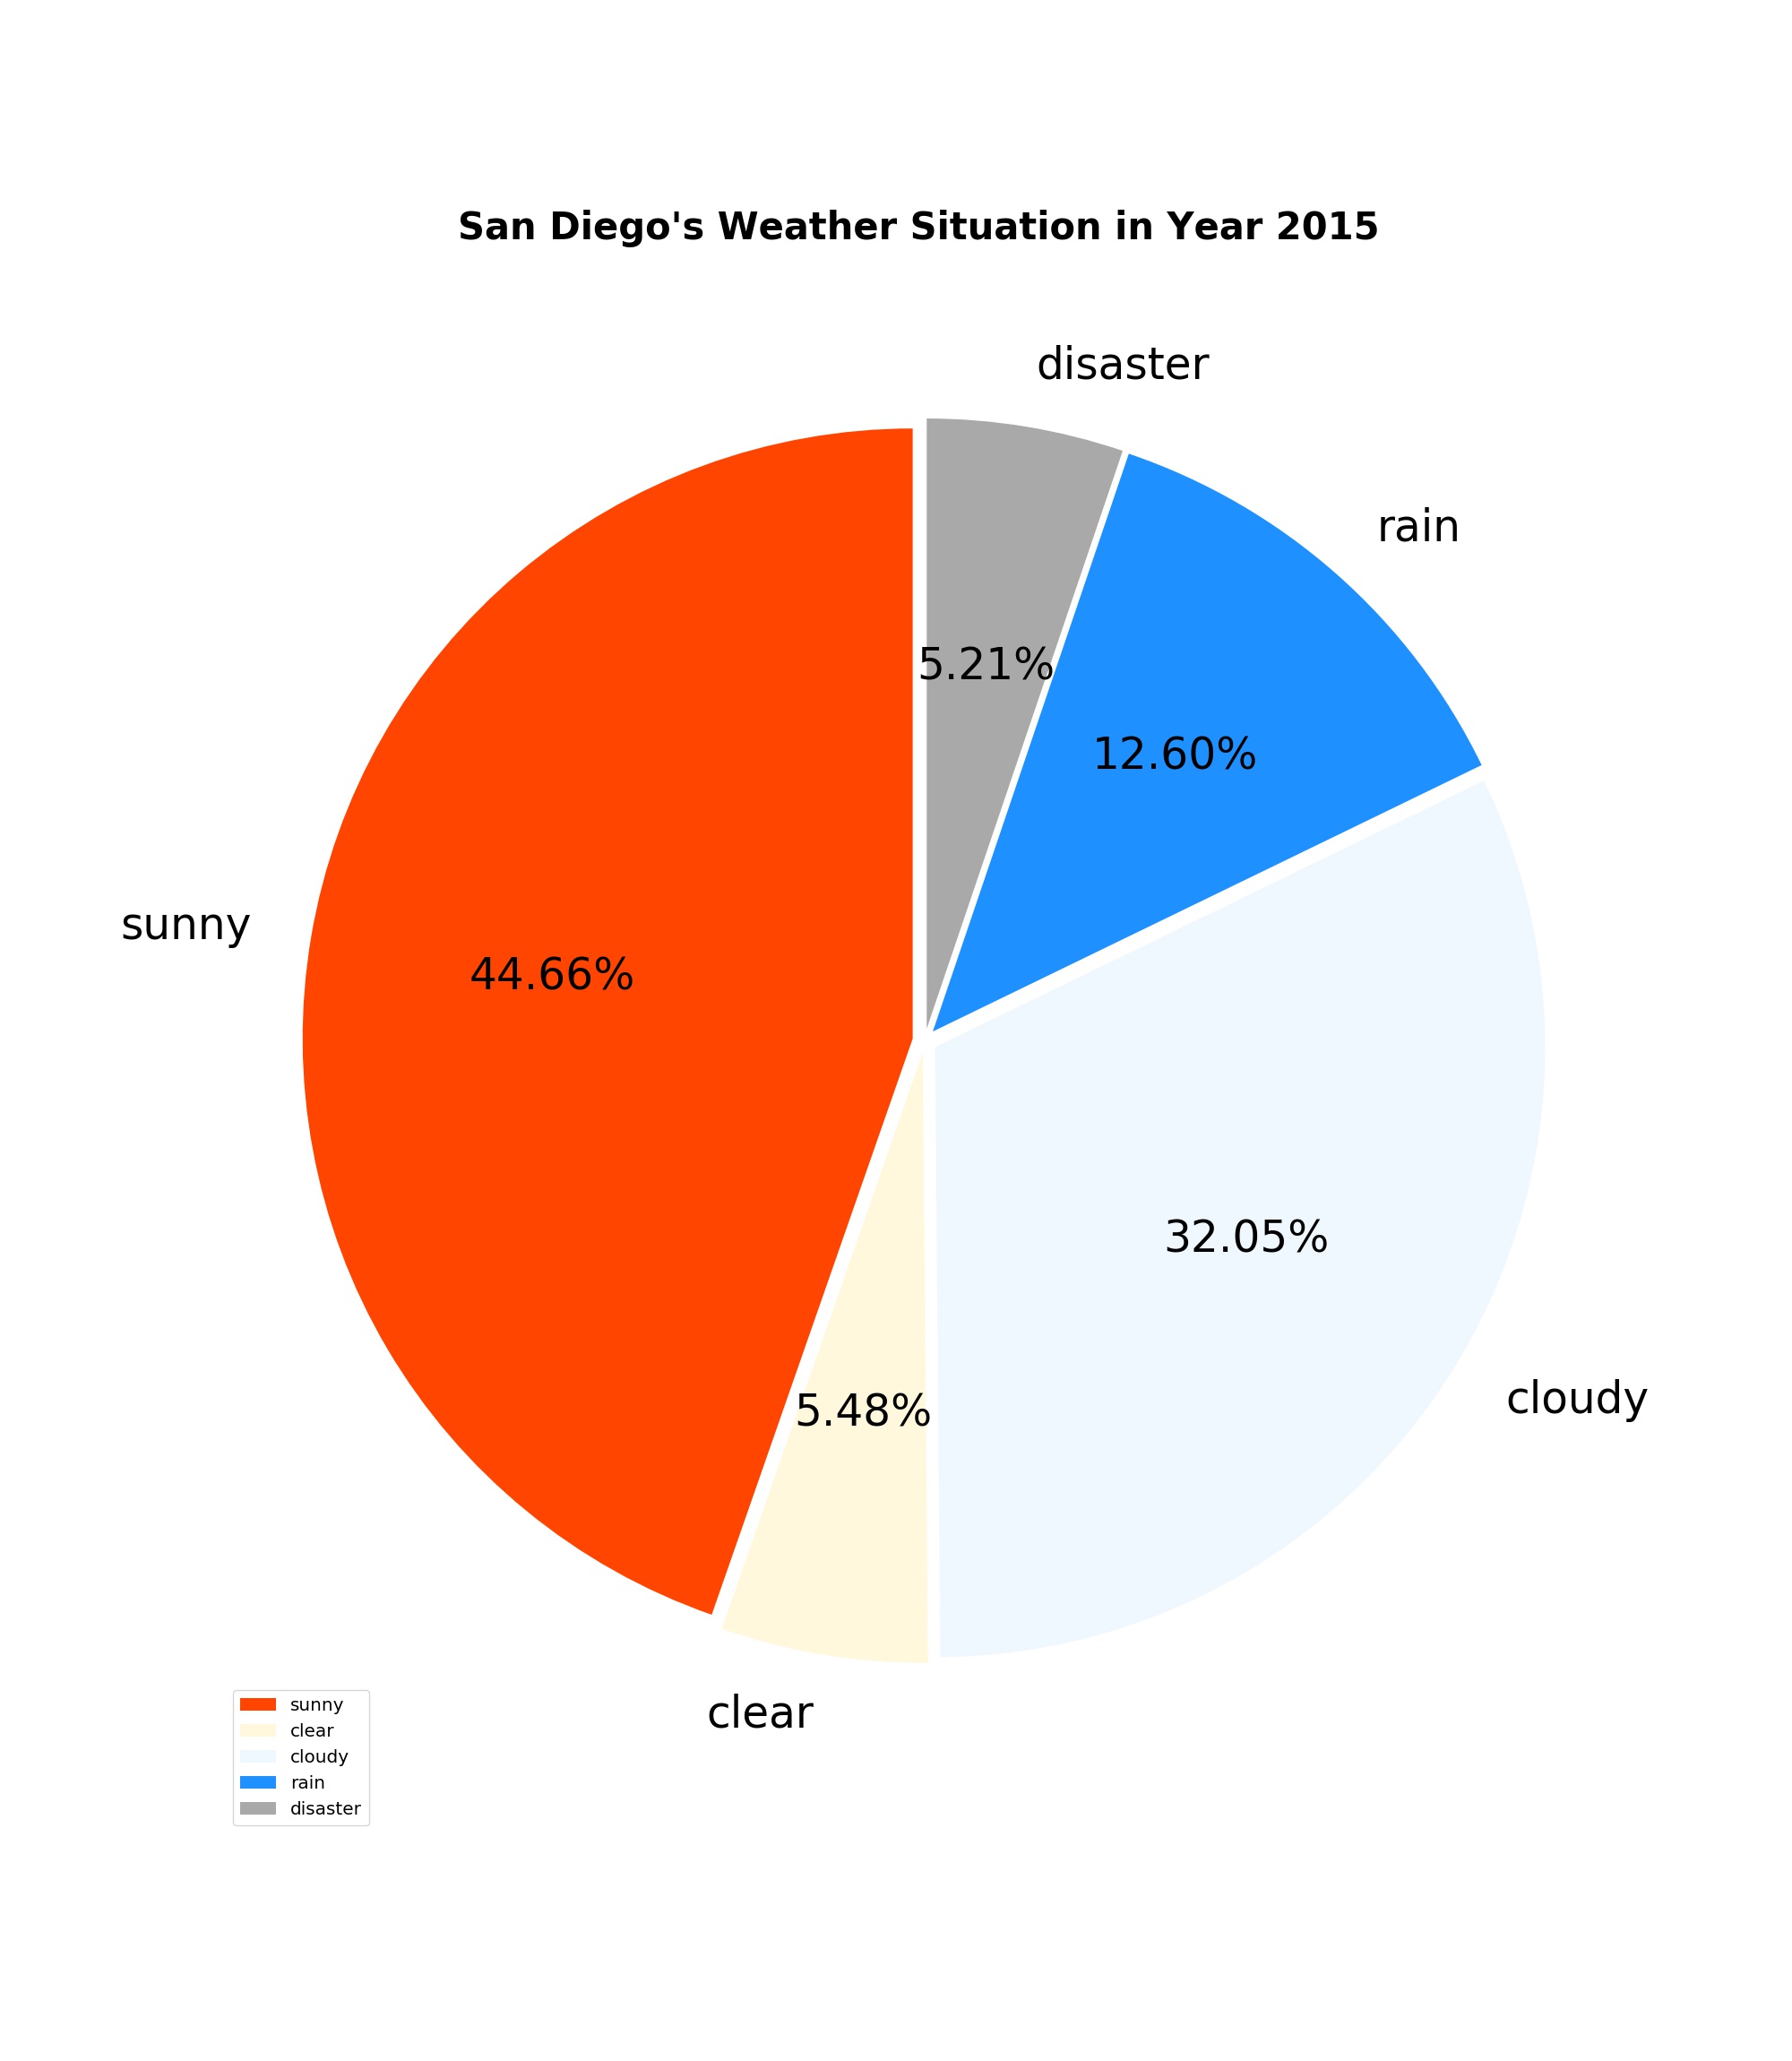 San Diego's Weather Situation in Year 2015
disaster
rain
5.21%
12.60%
sunny
44.66%
32.05%
cloudy
5.48%
clear
sunny
clear
cloudy
rain
disaster